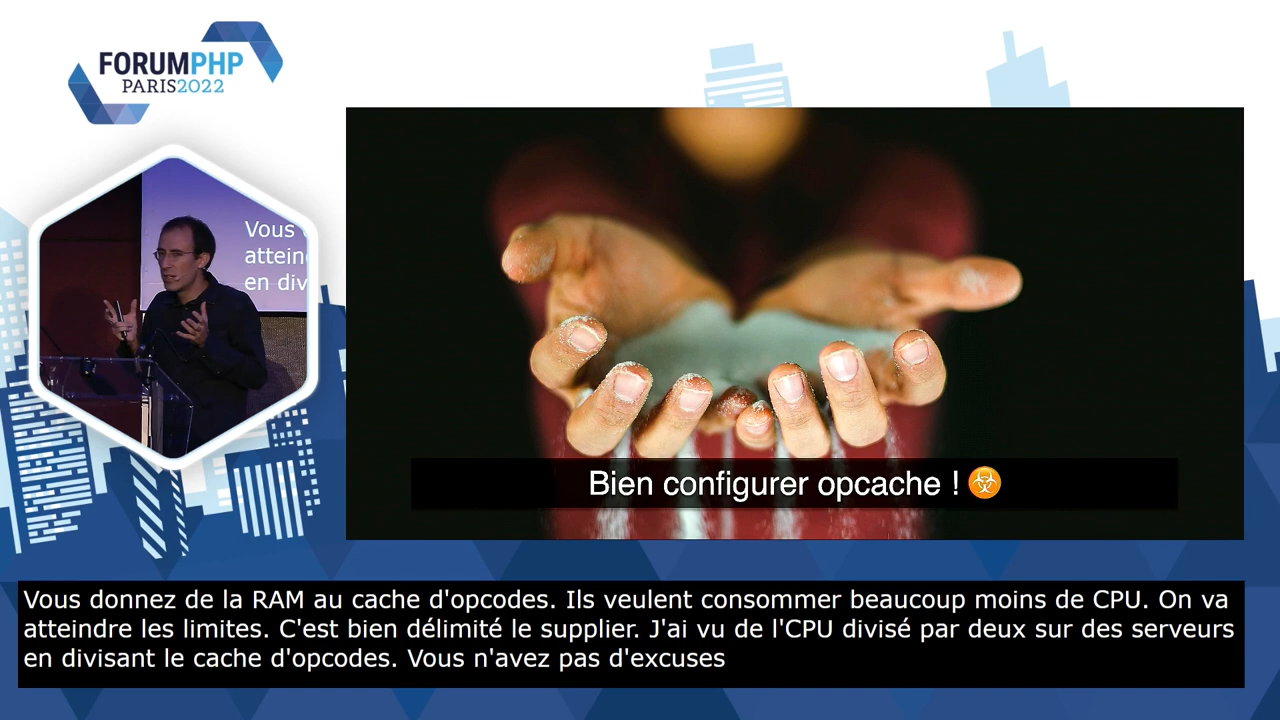 FORUMPHP
PARIS2022
Vous
attein
en div
Bien configurer opcache ! ☣
Vous donnez de la RAM au cache d'opcodes. Ils veulent consommer beaucoup moins de CPU. On va
atteindre les limites. C'est bien délimité le supplier. J'ai vu de l'CPU divisé par deux sur des serveurs
en divisant le cache d'opcodes. Vous n'avez pas d'excuses